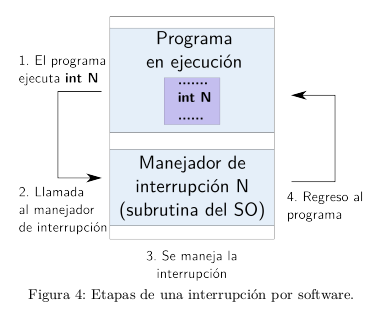 Programa
en ejecución
.......
int N
......
1. El programa
ejecuta int N
2. Llamada
al manejador
de interrupción
Manejador de
interrupción N
(subrutina del SO)
3. Se maneja la
interrupción
4. Regreso al
programa
Figura 4: Etapas de una interrupción por software.